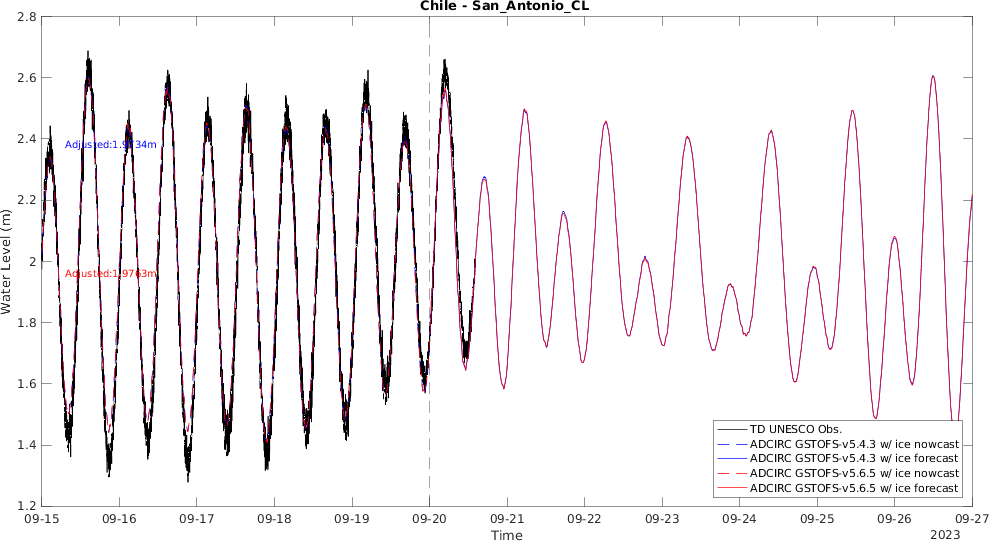 Chile - San_Antonio_CL
2.8
2.6
2.4
2.2
2
1.8
1.6
1.4
1.2
Water Level (m)
Adjusted:1.9734m
Adjusted:1.9763m
TD UNESCO Obs.
ADCIRC GSTOFS-v5.4.3 w/ ice nowcast
ADCIRC GSTOFS-v5.4.3 w/ ice forecast
ADCIRC GSTOFS-v5.6.5 w/ ice nowcast
ADCIRC GSTOFS-v5.6.5 w/ ice forecast
09-15 09-16 09-17 09-18 09-19 09-20 09-21 09-22 09-23 09-24 09-25 09-26 09-27
Time
2023